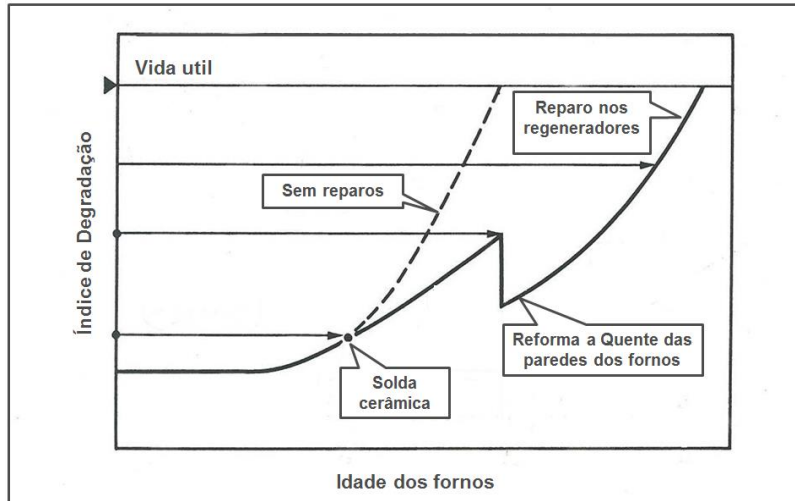 Vida util
Reparo nos
regeneradores
Sem reparos
Índice de Degradação
Reforma a Quente das
paredes dos fornos
Solda
cerâmica
Idade dos fornos